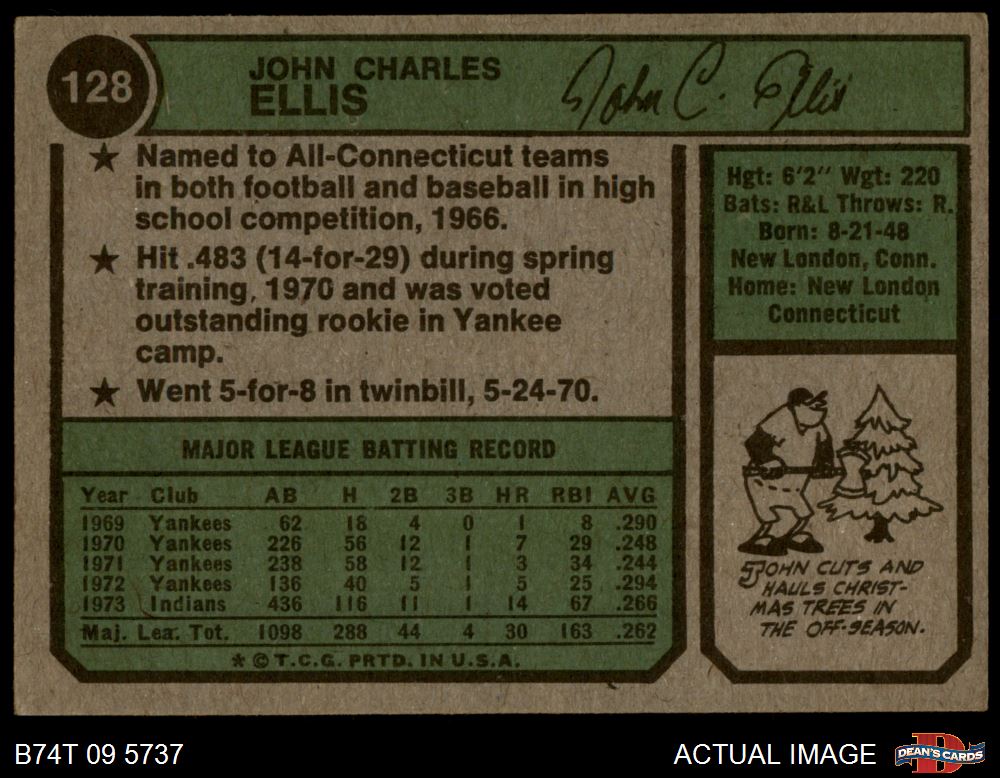 128
JOHN CHARLES
ELLIS
John C. Ellis
★ Named to All-Connecticut teams
in both football and baseball in high
school competition, 1966.
★ Hit .483 (14-for-29) during spring
training, 1970 and was voted
outstanding rookie in Yankee
camp.
★ Went 5-for-8 in twinbill, 5-24-70.
MAJOR LEAGUE BATTING RECORD
Year Club AB H 2B 3B HR RBI AVG
1969 Yankees 62 18 4 0 1 8 .290
1970 Yankees 226 56 12 1 7 29 .248
1971 Yankees 238 58 12 1 3 34 .244
1972 Yankees 136 40 5 1 5 25 .294
1973 Indians 436 116 11 1 14 67 .266
Maj. Lea. Tot. 1098 288 44 4 30 163 .262
* © T.C.G. PRTD. IN U.S.A.
Hgt: 6'2" Wgt: 220
Bats: R&L Throws: R.
Born: 8-21-48
New London, Conn.
Home: New London
Connecticut
JOHN CUTS AND
HAULS CHRIST-
MAS TREES IN
THE OFF-SEASON.
B74T 09 5737
ACTUAL IMAGE
D
DEAN'S CARDS